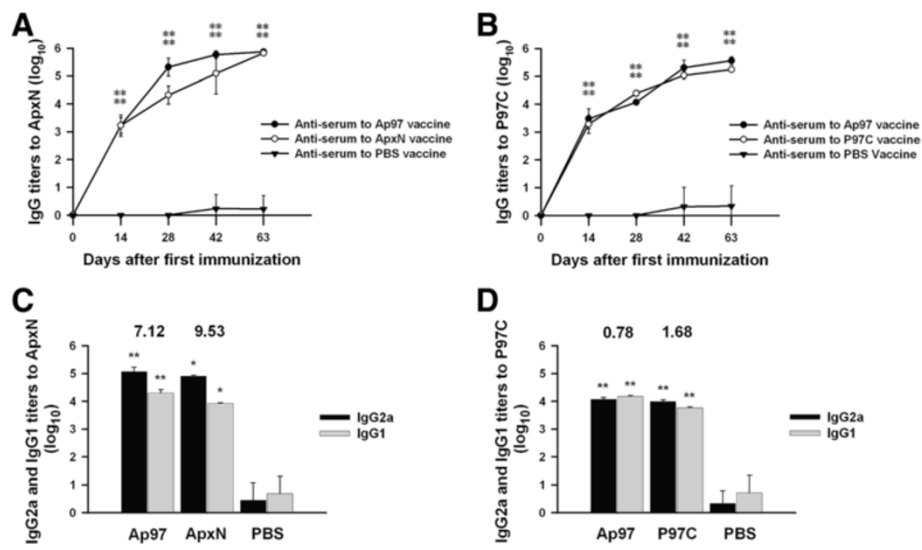 A
IgG titers to ApxN (log10)
6
5
4
3
2
1
0
** ** ** **
** ** ** **
Anti-serum to Ap97 vaccine
Anti-serum to ApxN vaccine
Anti-serum to PBS vaccine
0 14 28 42 63
Days after first immunization
B
IgG titers to P97C (log10)
6
5
4
3
2
1
0
** ** ** **
** ** ** **
Anti-serum to Ap97 vaccine
Anti-serum to P97C vaccine
Anti-serum to PBS Vaccine
0 14 28 42 63
Days after first immunization
C
IgG2a and IgG1 titers to ApxN
(log10)
7.12 9.53
6
5
4
3
2
1
0
** ** * *
IgG2a
IgG1
Ap97 ApxN PBS
D
IgG2a and IgG1 titers to P97C
(log10)
0.78 1.68
6
5
4
3
2
1
0
** ** ** **
IgG2a
IgG1
Ap97 P97C PBS